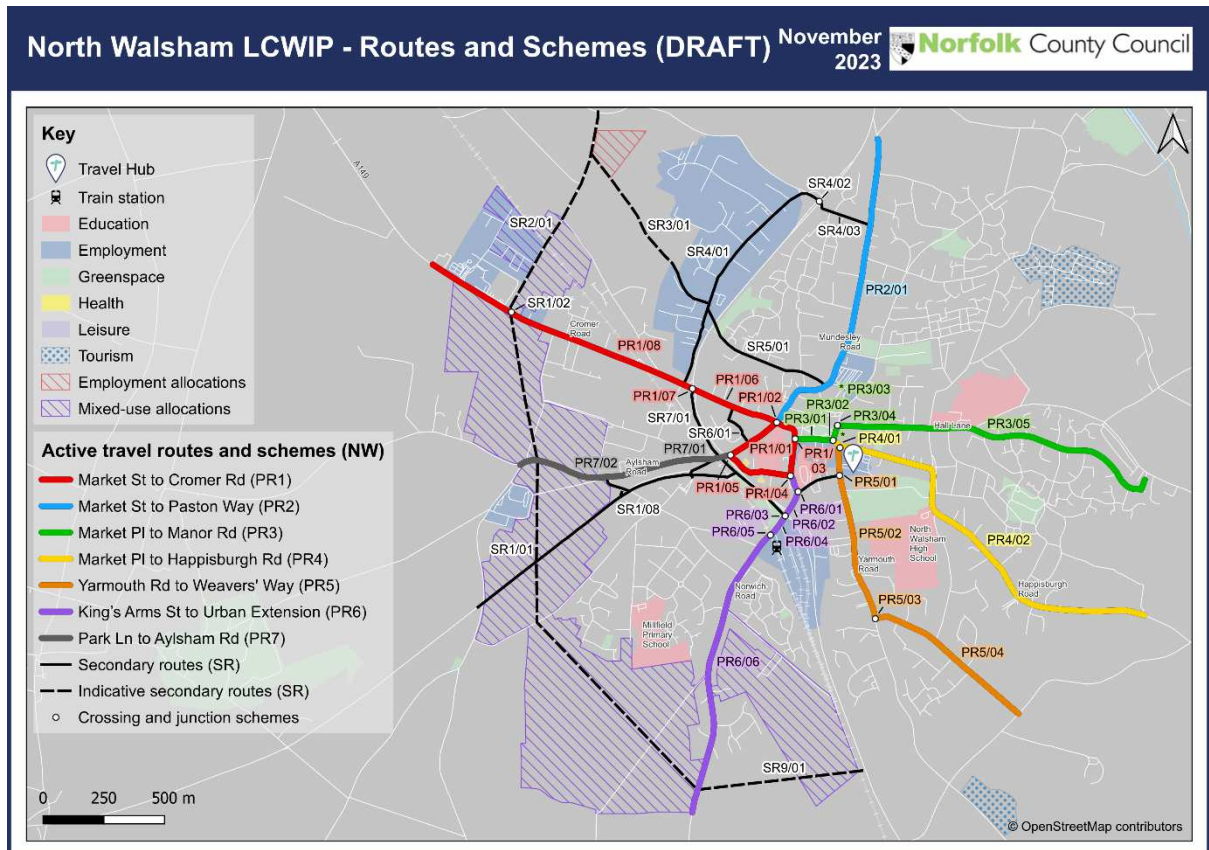 North Walsham LCWIP - Routes and Schemes (DRAFT)
November
2023
Norfolk County Council
Key
Travel Hub
Train station
Education
Employment
Greenspace
Health
Leisure
Tourism
Employment allocations
Mixed-use allocations
Active travel routes and schemes (NW)
Market St to Cromer Rd (PR1)
Market St to Paston Way (PR2)
Market Pl to Manor Rd (PR3)
Market Pl to Happisburgh Rd (PR4)
Yarmouth Rd to Weavers' Way (PR5)
King's Arms St to Urban Extension (PR6)
Park Ln to Aylsham Rd (PR7)
Secondary routes (SR)
Indicative secondary routes (SR)
Crossing and junction schemes
0 250 500 m
A149
SR2/01
SR3/01
SR4/01
SR4/02
SR4/03
PR2/01
SR1/02
Cromer
Road
PR1/08
SR5/01
Mundesley
Road
PR1/07
PR1/06
PR1/02
* PR3/03
PR3/02
PR3/04
PR3/01
Hall Lane
PR3/05
SR7/01
SR6/01
PR1/01
*
PR4/01
PR1/
03
PR7/01
PR7/02
Aylsham
Road
PR1/05
PR1/04
PR5/01
SR1/08
PR6/01
PR6/03
PR6/02
PR6/05
PR6/04
SR1/01
PR5/02
North
Walsham
High
School
Yarmouth
Road
PR4/02
Norwich
Road
Happisburgh
Road
PR5/03
Millfield
Primary
School
PR6/06
PR5/04
SR9/01
© OpenStreetMap contributors